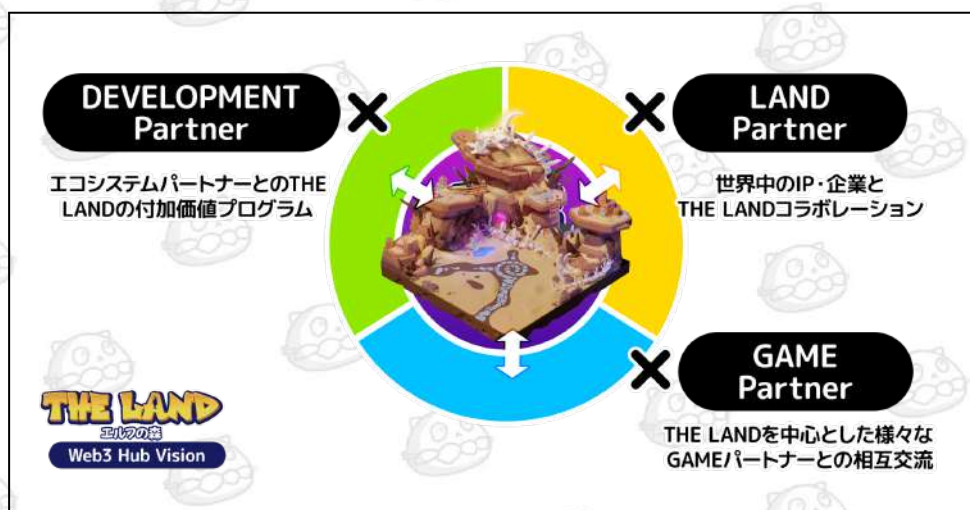 DEVELOPMENT
Partner
エコシステムパートナーとのTHE
LANDの付加価値プログラム
LAND
Partner
世界中のIP・企業と
THE LANDコラボレーション
GAME
Partner
THE LANDを中心とした様々な
GAMEパートナーとの相互交流
THE LAND
エルフの森
Web3 Hub Vision